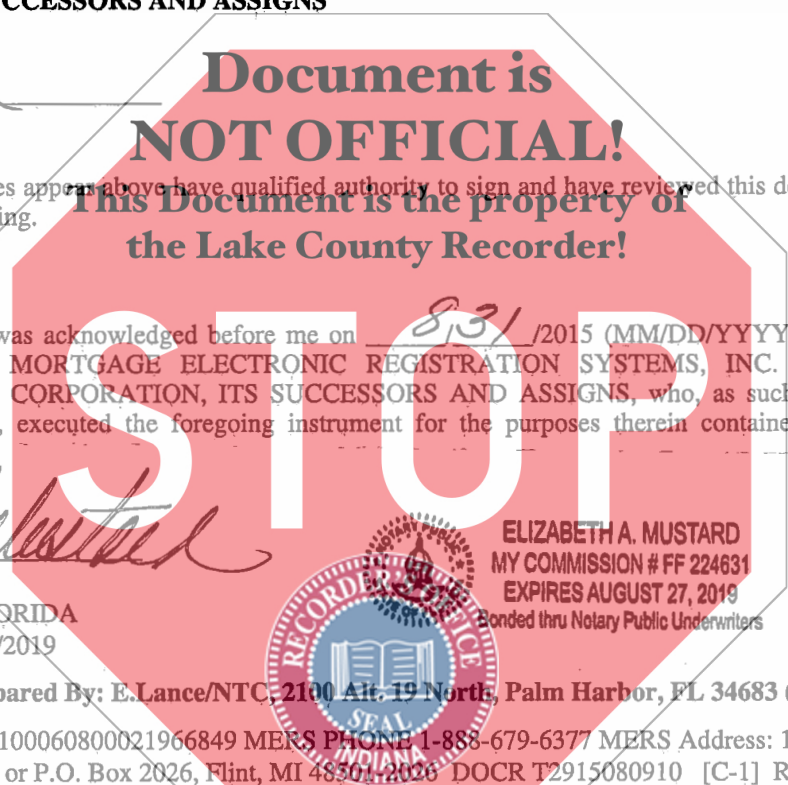 SUCCESSORS AND ASSIGNS
Document is
NOT OFFICIAL!
es appear above have qualified authority to sign and have reviewed this d
ing.
This Document is the property of
the Lake County Recorder!
was acknowledged before me on 8,31/2015 (MM/DD/YYYY
MORTGAGE ELECTRONIC REGISTRATION SYSTEMS, INC.
CORPORATION, ITS SUCCESSORS AND ASSIGNS, who, as such
, executed the foregoing instrument for the purposes therein containe
STOP
ELIZABETH A. MUSTARD
MY COMMISSION # FF 224631
EXPIRES AUGUST 27, 2019
Bonded thru Notary Public Underwriters
NOTARY PUBLIC
ORIDA
/2019
RECORDER'S OFFICE
SEAL
INDIANA
pared By: E.Lance/NTC, 2100 Alt. 19 North, Palm Harbor, FL 34683 (
100060800021966849 MERS PHONE 1-888-679-6377 MERS Address: 1
or P.O. Box 2026, Flint, MI 48501-2026 DOCR T2915080910 [C-1] R